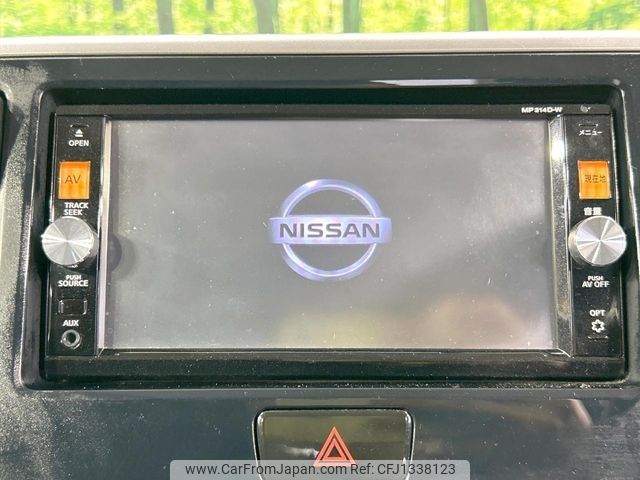 MP314D-W
OPEN
メニュー
AV
現在地
TRACK
SEEK
音量
NISSAN
PUSH
SOURCE
PUSH
AV OFF
AUX
OPT
www.CarFromJapan.com | CFJ1338123